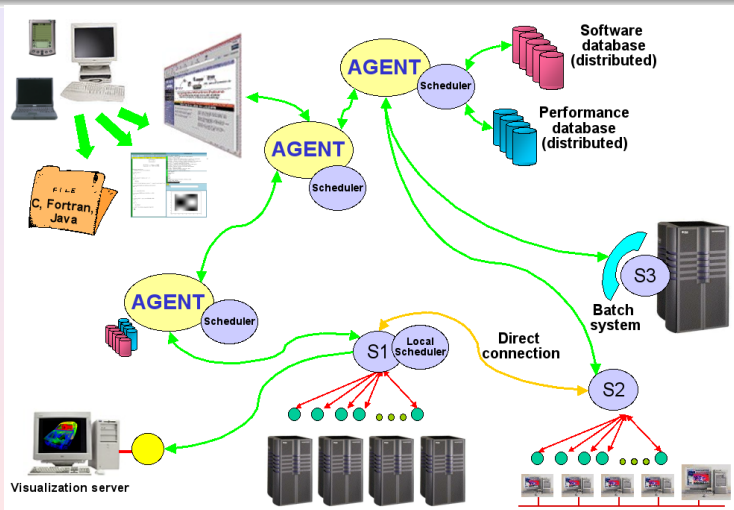 Software
database
(distributed)
AGENT
Scheduler
Performance
database
(distributed)
AGENT
Scheduler
FILE
C, Fortran,
Java
S3
Batch
system
AGENT
Scheduler
S1
Local
Scheduler
Direct
connection
S2
Visualization server